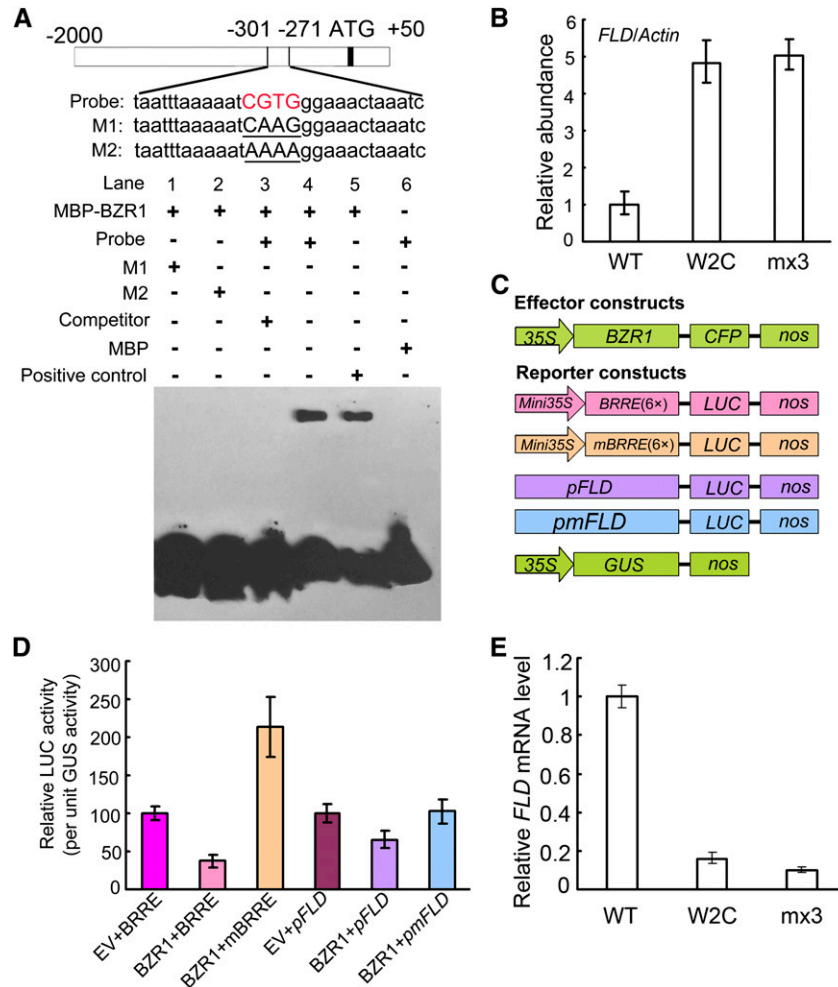 A
-2000 -301 -271 ATG +50
Probe: taatttaaaaatCGTGggaaactaaatc
M1: taatttaaaaatCAAGggaaactaaatc
M2: taatttaaaaatAAAAggaaactaaatc
Lane 1 2 3 4 5 6
MBP-BZR1 + + + + + -
Probe - - + + - +
M1 + - - - - -
M2 - + - - - -
Competitor - - + - - -
MBP - - - - - +
Positive control - - - - + -
B
FLD/Actin
Relative abundance
6
5
4
3
2
1
0
WT W2C mx3
C
Effector constructs
35S BZR1 CFP nos
Reporter constucts
Mini35S BRRE(6×) LUC nos
Mini35S mBRRE(6×) LUC nos
pFLD LUC nos
pmFLD LUC nos
35S GUS nos
D
Relative LUC activity
(per unit GUS activity)
300
250
200
150
100
50
0
EV+BRRE
BZR1+BRRE
BZR1+mBRRE
EV+pFLD
BZR1+pFLD
BZR1+pmFLD
E
Relative FLD mRNA level
1.2
1
0.8
0.6
0.4
0.2
0
WT W2C mx3